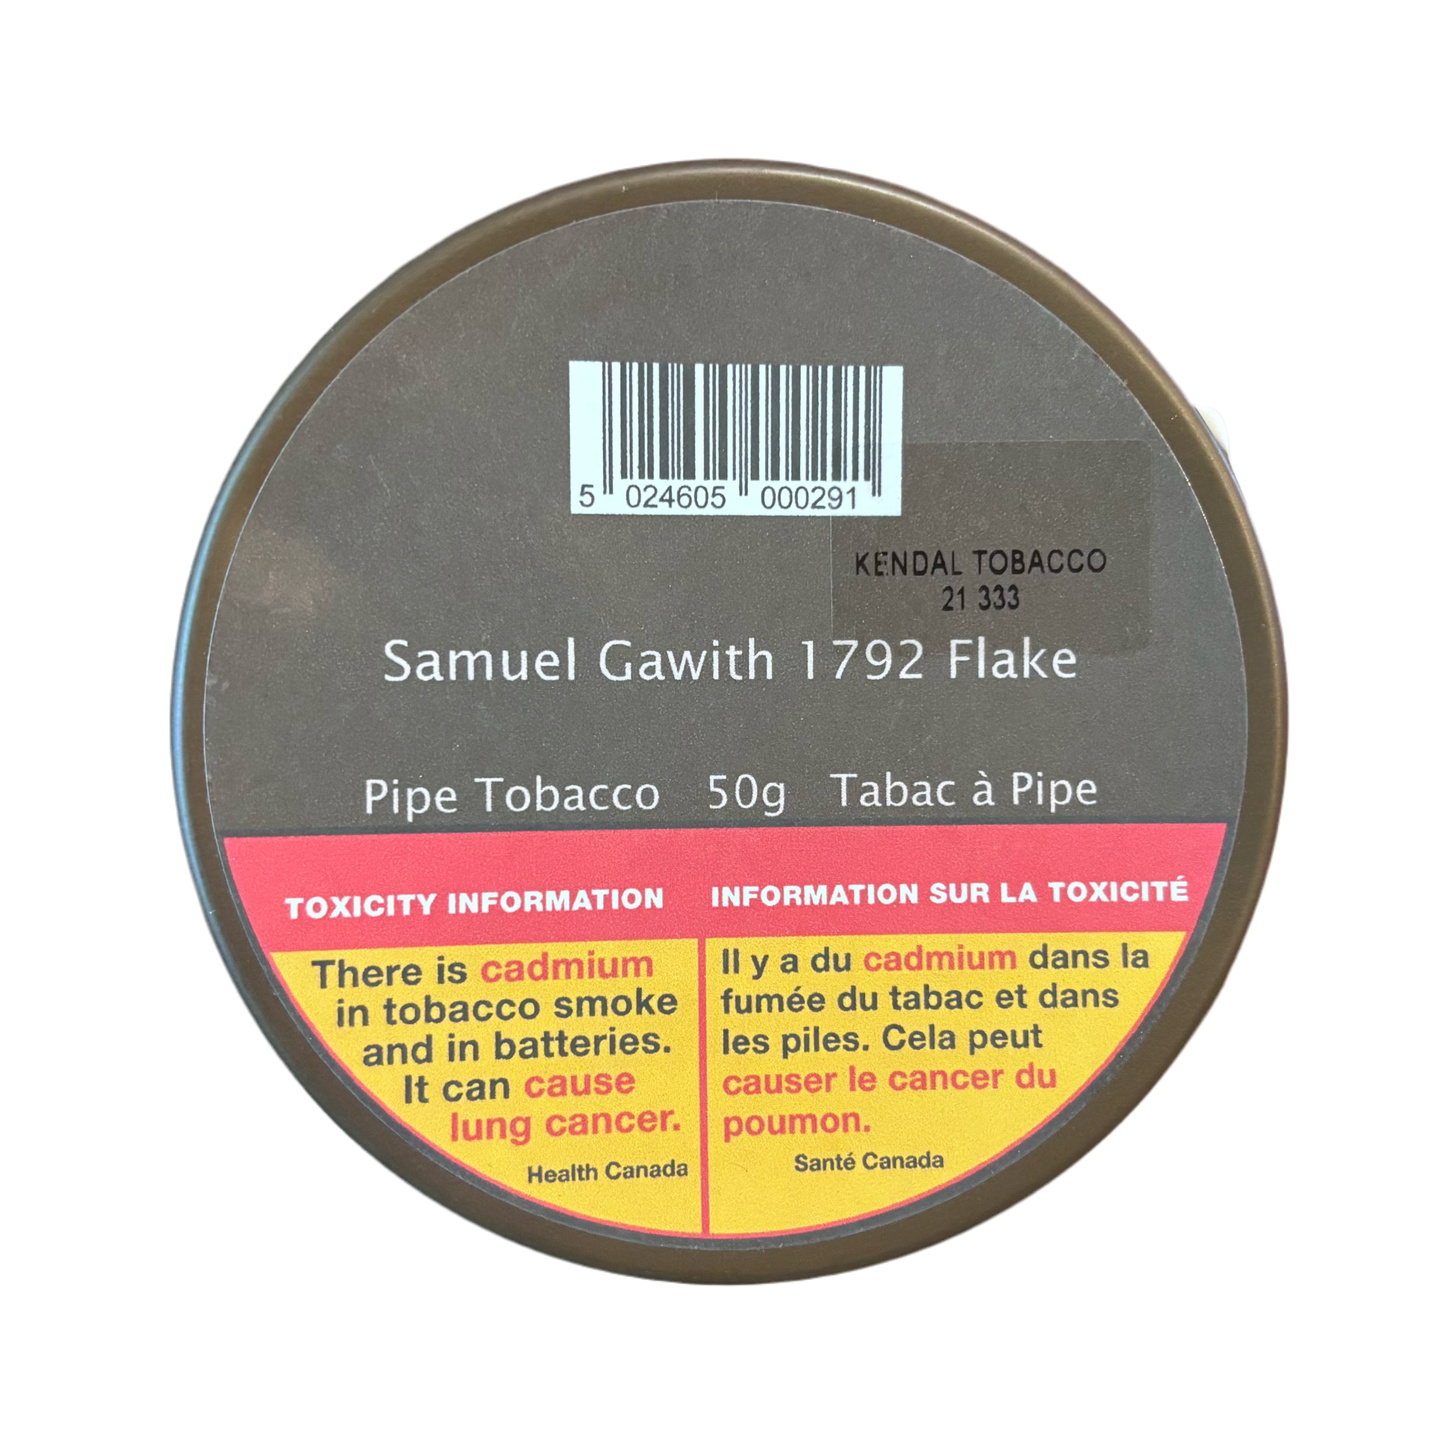 5 024605 000291
KENDAL TOBACCO
21 333
Samuel Gawith 1792 Flake
Pipe Tobacco 50g Tabac à Pipe
TOXICITY INFORMATION
There is cadmium
in tobacco smoke
and in batteries.
It can cause
lung cancer.
Health Canada
INFORMATION SUR LA TOXICITÉ
Il y a du cadmium dans la
fumée du tabac et dans
les piles. Cela peut
causer le cancer du
poumon.
Santé Canada